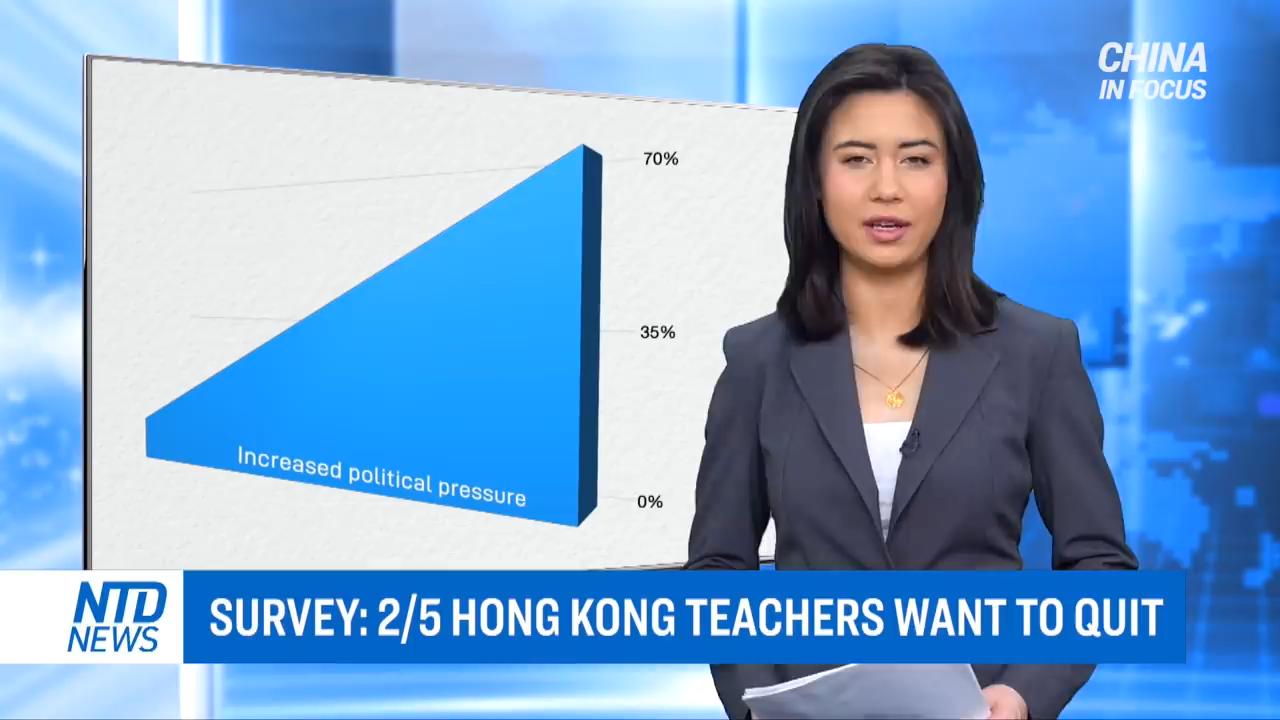 CHINA
IN FOCUS
70%
35%
0%
Increased political pressure
NTD
NEWS
SURVEY: 2/5 HONG KONG TEACHERS WANT TO QUIT